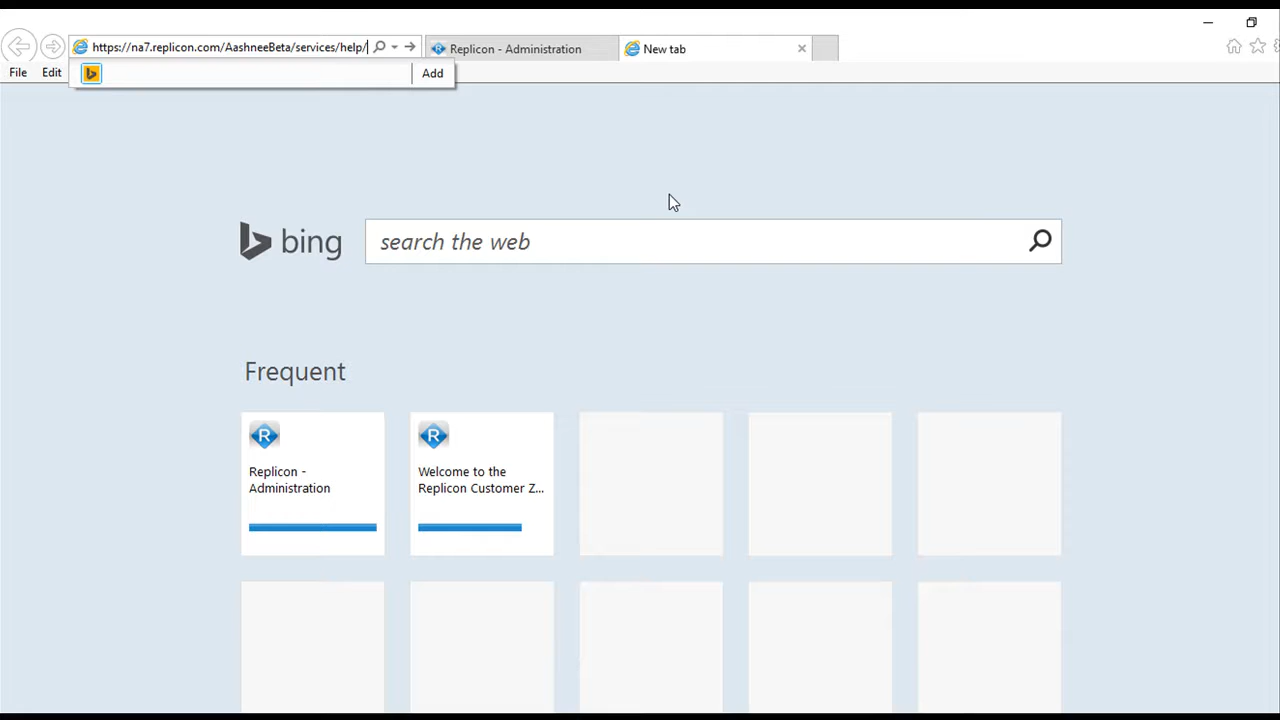 https://na7.replicon.com/AashneeBeta/services/help/
Replicon - Administration
New tab
File
Edit
Add
bing
search the web
Frequent
R
Replicon -
Administration
R
Welcome to the
Replicon Customer Z...